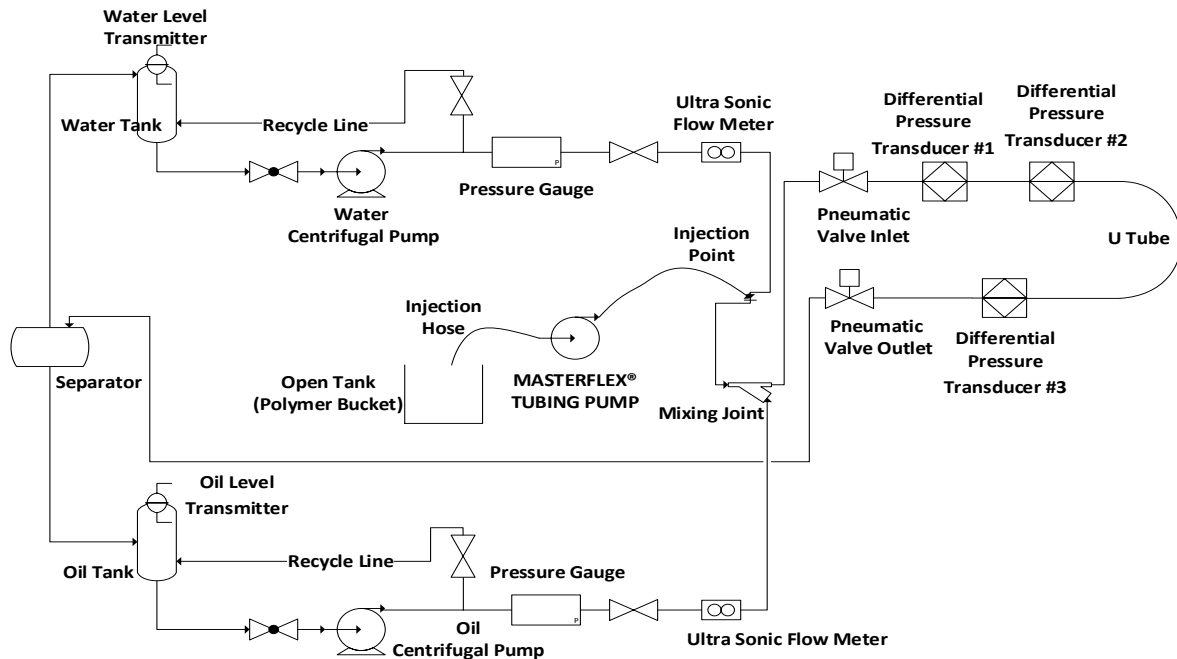 Water Level
Transmitter
Water Tank
Recycle Line
Water
Centrifugal Pump
P
Pressure Gauge
Ultra Sonic
Flow Meter
Differential
Pressure
Transducer #1
Differential
Pressure
Transducer #2
Pneumatic
Valve Inlet
U Tube
Injection
Point
Injection
Hose
Open Tank
(Polymer Bucket)
MASTERFLEX®
TUBING PUMP
Mixing Joint
Pneumatic
Valve Outlet
Differential
Pressure
Transducer #3
Separator
Oil Level
Transmitter
Oil Tank
Recycle Line
Oil
Centrifugal Pump
Pressure Gauge
P
Ultra Sonic Flow Meter